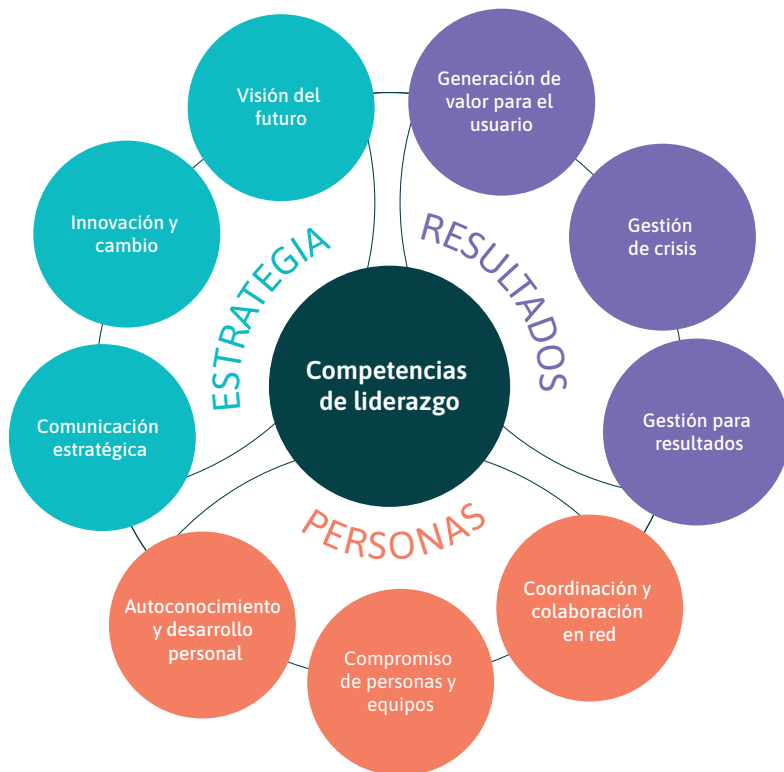 Visión del
futuro
Generación de
valor para el
usuario
Innovación y
cambio
Gestión
de crisis
ESTRATEGIA
RESULTADOS
Competencias
de liderazgo
Comunicación
estratégica
Gestión para
resultados
PERSONAS
Autoconocimiento
y desarrollo
personal
Compromiso
de personas y
equipos
Coordinación y
colaboración
en red